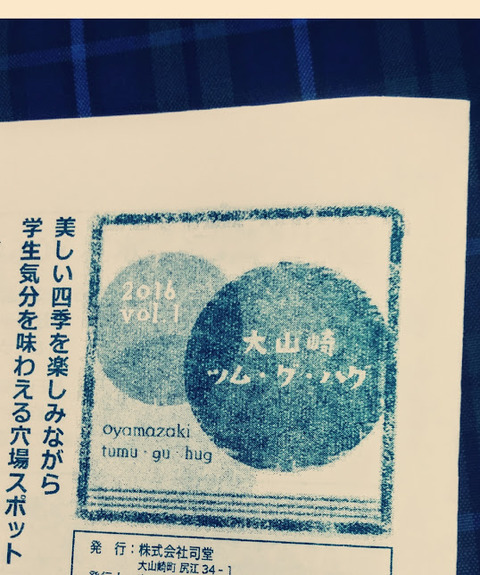 美しい四季を楽しみながら
学生気分を味わえる穴場スポット
2016
vol 1
大山崎
ツム・グ・ハグ
oyamazaki
tumu・gu・hug
発 行：株式会社司堂
大山崎町 尻江 34-1